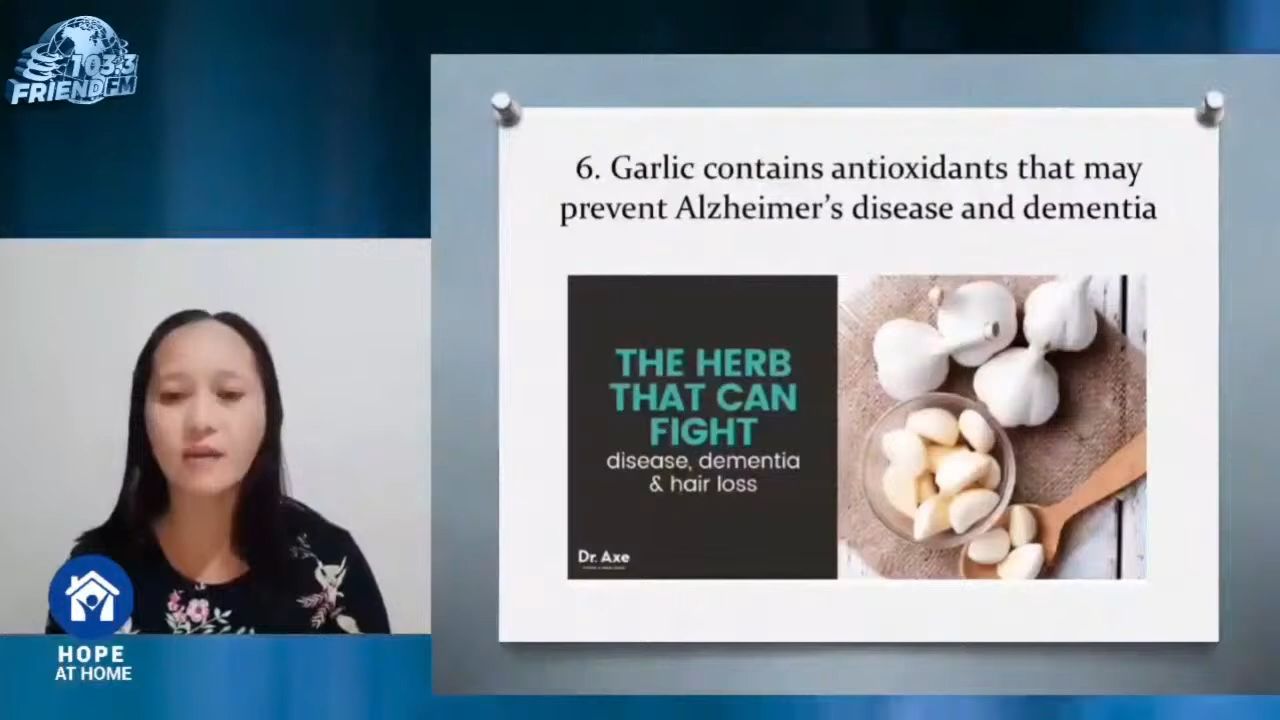 103.3
FRIEND FM
6. Garlic contains antioxidants that may
prevent Alzheimer's disease and dementia
THE HERB
THAT CAN
FIGHT
disease, dementia
& hair loss
Dr. Axe
HOPE
AT HOME